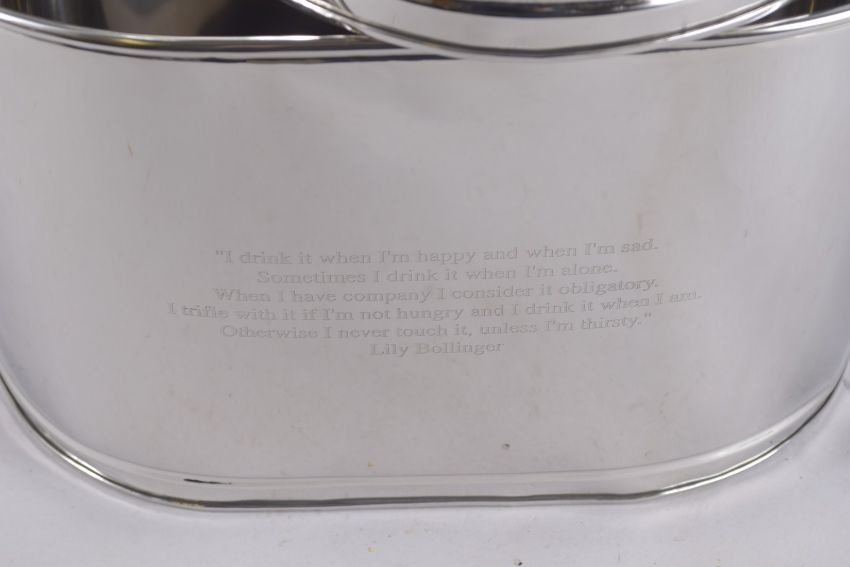 "I drink it when I'm happy and when I'm sad.
Sometimes I drink it when I'm alone.
When I have company I consider it obligatory.
I trifle with it if I'm not hungry and I drink it when I am.
Otherwise I never touch it, unless I'm thirsty."
Lily Bollinger